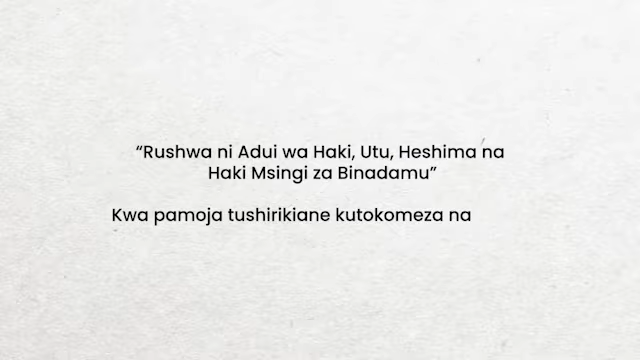 “Rushwa ni Adui wa Haki, Utu, Heshima na
Haki Msingi za Binadamu”
Kwa pamoja tushirikiane kutokomeza na